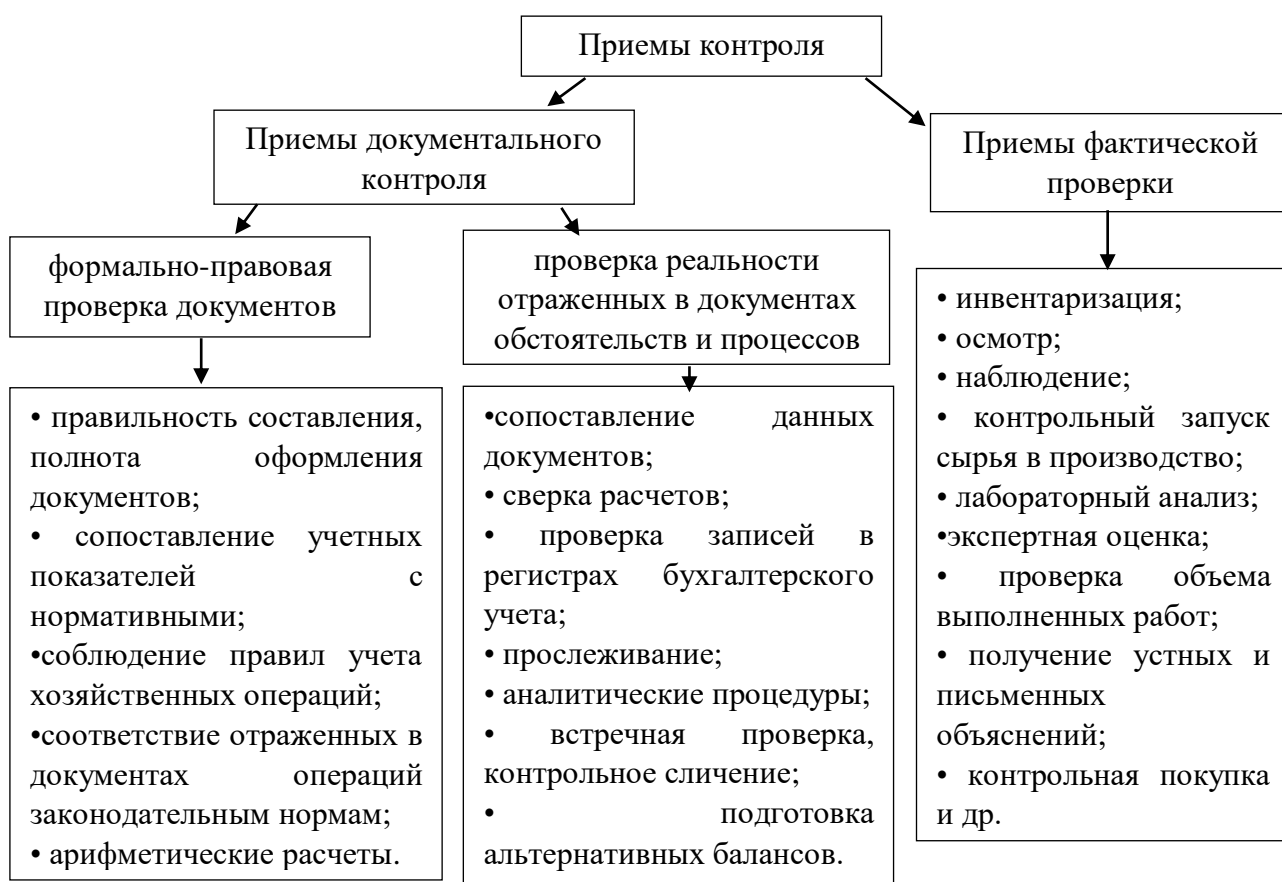 Приемы контроля
Приемы документального
контроля
Приемы фактической
проверки
формально-правовая
проверка документов
проверка реальности
отраженных в документах
обстоятельств и процессов
• правильность составления,
полнота оформления
документов;
• сопоставление учетных
показателей с
нормативными;
•соблюдение правил учета
хозяйственных операций;
•соответствие отраженных в
документах операций
законодательным нормам;
• арифметические расчеты.
•сопоставление данных
документов;
• сверка расчетов;
• проверка записей в
регистрах бухгалтерского
учета;
• прослеживание;
• аналитические процедуры;
• встречная проверка,
контрольное сличение;
• подготовка
альтернативных балансов.
• инвентаризация;
• осмотр;
• наблюдение;
• контрольный запуск
сырья в производство;
• лабораторный анализ;
•экспертная оценка;
• проверка объема
выполненных работ;
• получение устных и
письменных
объяснений;
• контрольная покупка
и др.